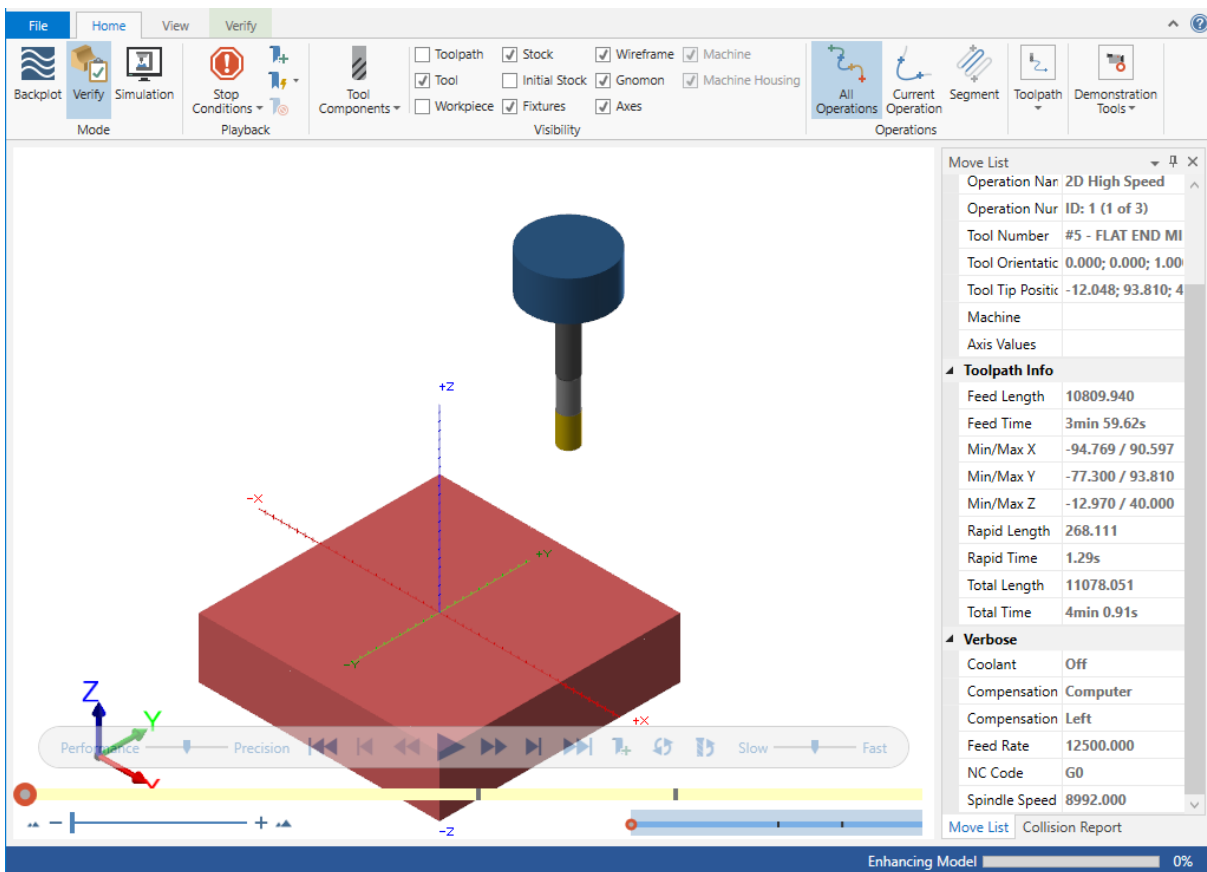 File Home View Verify
Toolpath Stock Wireframe Machine
Tool Initial Stock Gnomon Machine Housing
Workpiece Fixtures Axes
Backplot Verify Simulation
Stop Conditions
Tool Components
All Operations
Current Operation
Segment
Toolpath
Demonstration Tools
Mode Playback Visibility Operations
Move List
Operation Nan 2D High Speed
Operation Nur ID: 1 (1 of 3)
Tool Number #5 - FLAT END MI
Tool Orientatic 0.000; 0.000; 1.00
Tool Tip Positic -12.048; 93.810; 4
Machine
Axis Values
Toolpath Info
Feed Length 10809.940
Feed Time 3min 59.62s
Min/Max X -94.769 / 90.597
Min/Max Y -77.300 / 93.810
Min/Max Z -12.970 / 40.000
Rapid Length 268.111
Rapid Time 1.29s
Total Length 11078.051
Total Time 4min 0.91s
Verbose
Coolant Off
Compensation Computer
Compensation Left
Feed Rate 12500.000
NC Code G0
Spindle Speed 8992.000
Move List Collision Report
+Z
-X
+Y
-Y
+X
-Z
Z
Y
Performance Precision Slow Fast
Enhancing Model 0%